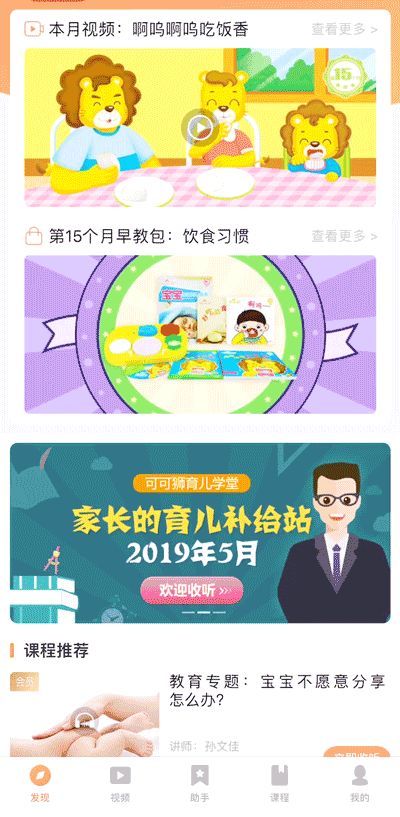 本月视频：啊呜啊呜吃饭香
查看更多 >
15
第15个月早教包：饮食习惯
查看更多 >
宝宝
可可狮育儿学堂
家长的育儿补给站
2019年5月
欢迎收听
课程推荐
会员
教育专题：宝宝不愿意分享
怎么办?
讲师：孙文佳
立即收听
发现
视频
助手
课程
我的